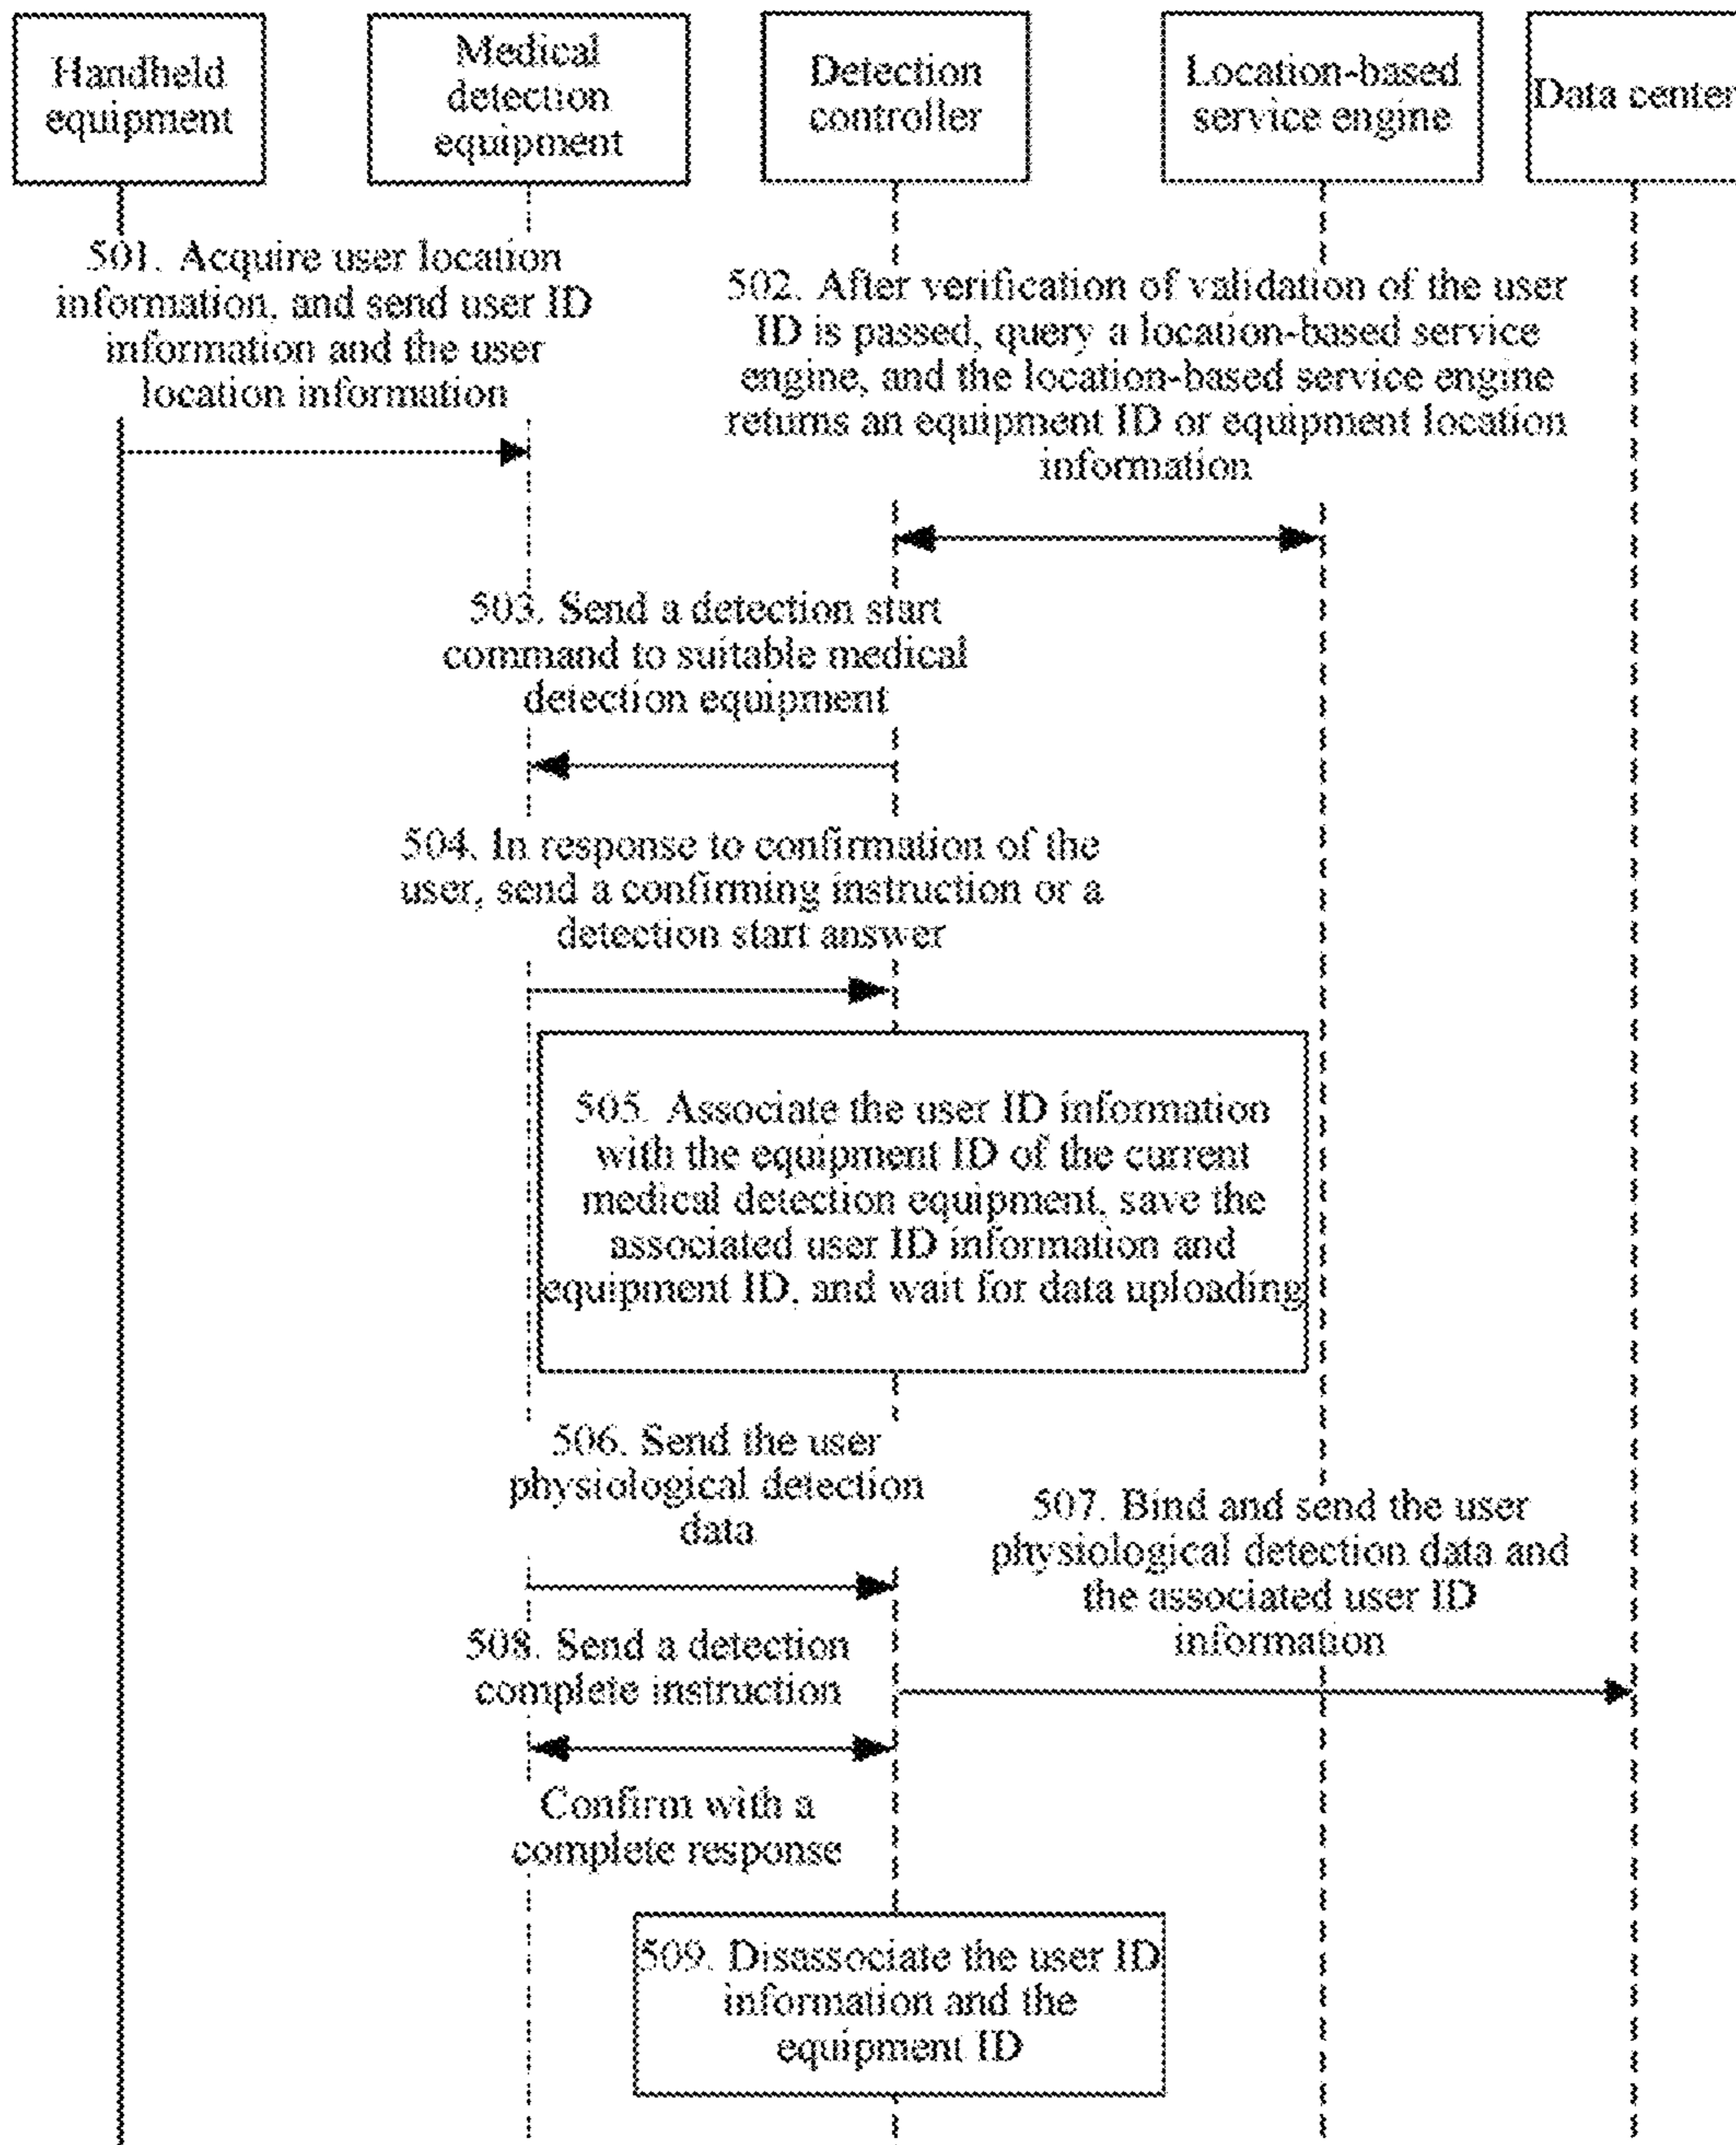 Handheld
equipment
Medical
detection
equipment
Detection
controller
Location-based
service engine
Data center
501. Acquire user location
information, and send user ID
information and the user
location information
502. After verification of validation of the user
ID is passed, query a location-based service
engine, and the location-based service engine
returns an equipment ID or equipment location
information
503. Send a detection start
command to suitable medical
detection equipment
504. In response to confirmation of the
user, send a confirming instruction or a
detection start answer
505. Associate the user ID information
with the equipment ID of the current
medical detection equipment, save the
associated user ID information and
equipment ID, and wait for data uploading
506. Send the user
physiological detection
data
507. Bind and send the user
physiological detection data and
the associated user ID
information
508. Send a detection
complete instruction
Confirm with a
complete response
509. Disassociate the user ID
information and the
equipment ID